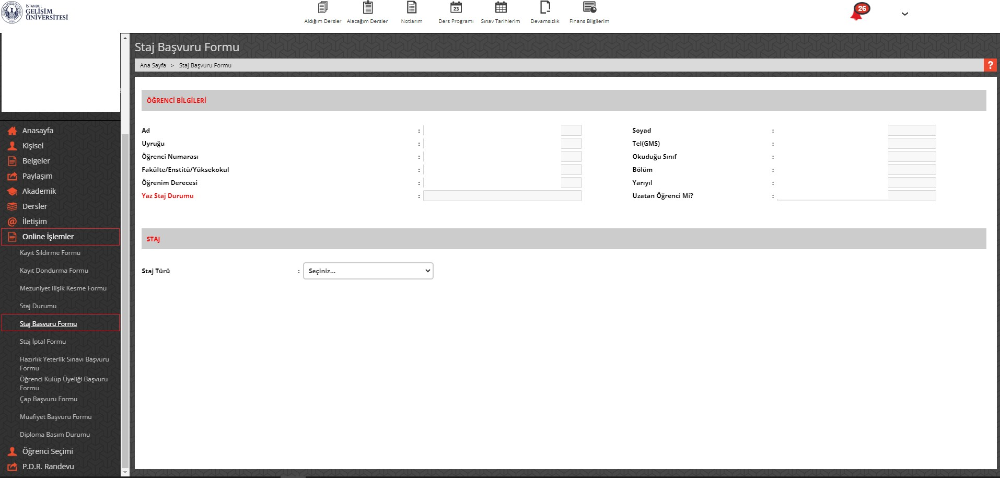 İSTANBUL
GELİŞİM
ÜNİVERSİTESİ
Aldığım Dersler
Alacağım Dersler
Notlarım
23
Ders Programı
Sınav Tarihlerim
Devamsızlık
Finans Bilgilerim
26
Staj Başvuru Formu
Ana Sayfa > Staj Başvuru Formu
?
Anasayfa
Kişisel
Belgeler
Paylaşım
Akademik
Dersler
@ İletişim
Online İşlemler
Kayıt Sildirme Formu
Kayıt Dondurma Formu
Mezuniyet İlişik Kesme Formu
Staj Durumu
Staj Basvuru Formu
Staj İptal Formu
Hazırlık Yeterlik Sınavı Başvuru
Formu
Öğrenci Kulüp Üyeliği Başvuru
Formu
Çap Başvuru Formu
Muafiyet Başvuru Formu
Diploma Basım Durumu
Öğrenci Seçimi
P.D.R. Randevu
ÖĞRENCİ BİLGİLERİ
Ad :
Soyad :
Uyruğu :
Tel(GMS) :
Öğrenci Numarası :
Okuduğu Sınıf :
Fakülte/Enstitü/Yüksekokul :
Bölüm :
Öğrenim Derecesi :
Yarıyıl :
Yaz Staj Durumu :
Uzatan Öğrenci Mi? :
STAJ
Staj Türü : Seçiniz...